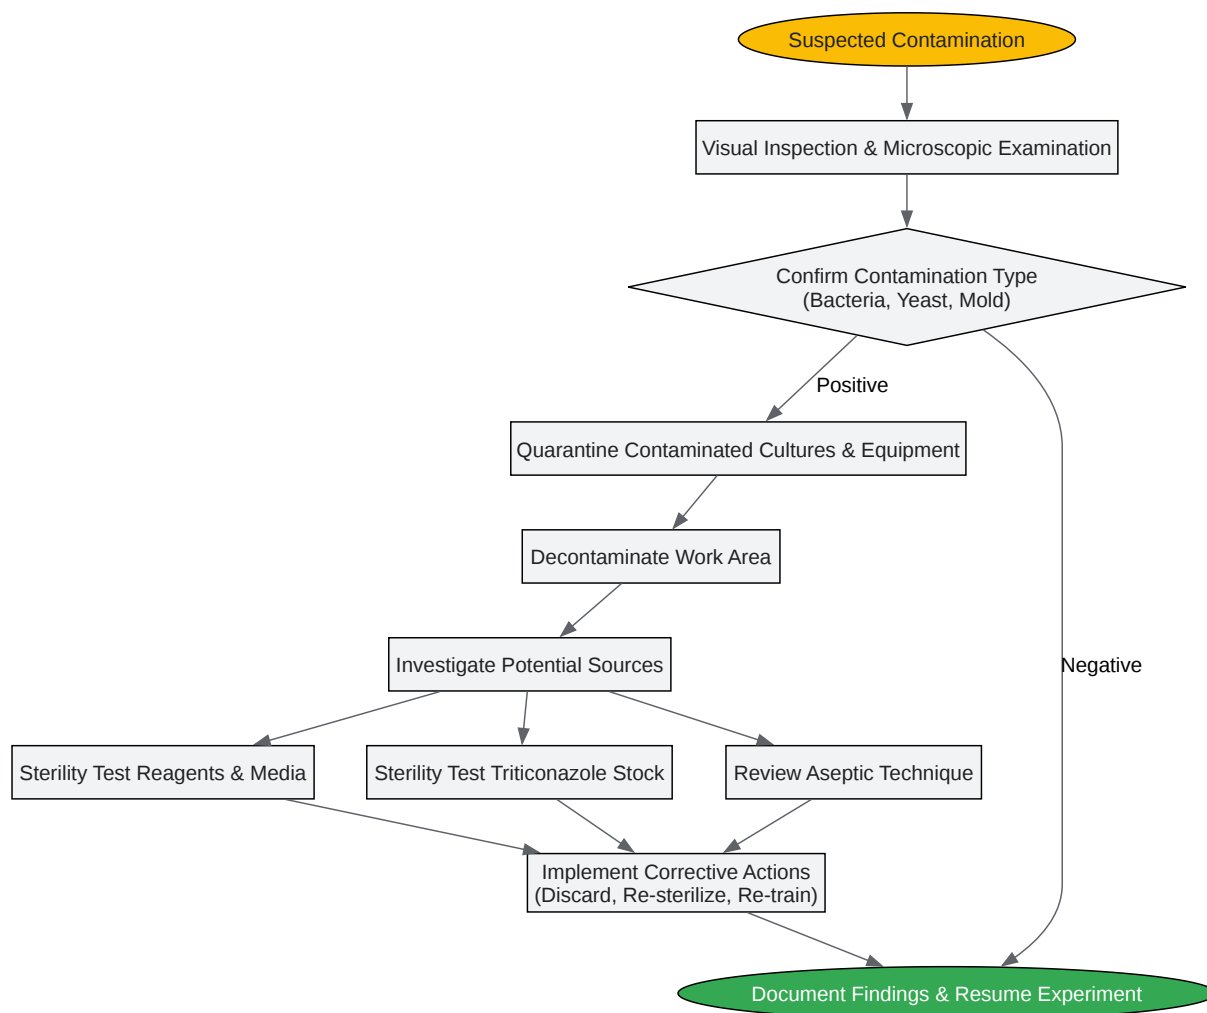 Suspected Contamination
Visual Inspection & Microscopic Examination
Confirm Contamination Type
(Bacteria, Yeast, Mold)
Positive
Quarantine Contaminated Cultures & Equipment
Decontaminate Work Area
Investigate Potential Sources
Negative
Sterility Test Reagents & Media
Sterility Test Triticonazole Stock
Review Aseptic Technique
Implement Corrective Actions
(Discard, Re-sterilize, Re-train)
Document Findings & Resume Experiment